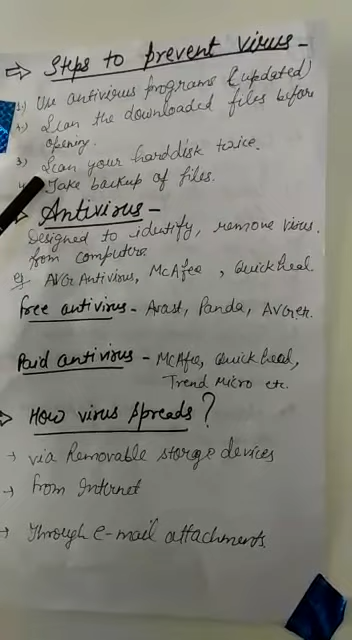 ⇒ Steps to prevent virus -
1.) Use antivirus programs (updated)
2.) Scan the downloaded files before
opening.
3) Scan your harddisk twice.
Take backup of files.
Antivirus -
Designed to identify, remove virus.
from computers.
eg AVG Antivirus, McAfee, Quick heal.
free antivirus - Avast, Panda, AVG etc.
Paid antivirus - McAfee, Quick heal,
Trend Micro etc.
How virus spreads?
→ via Removable storge devices
→ from Internet
→ Through e-mail attachments.